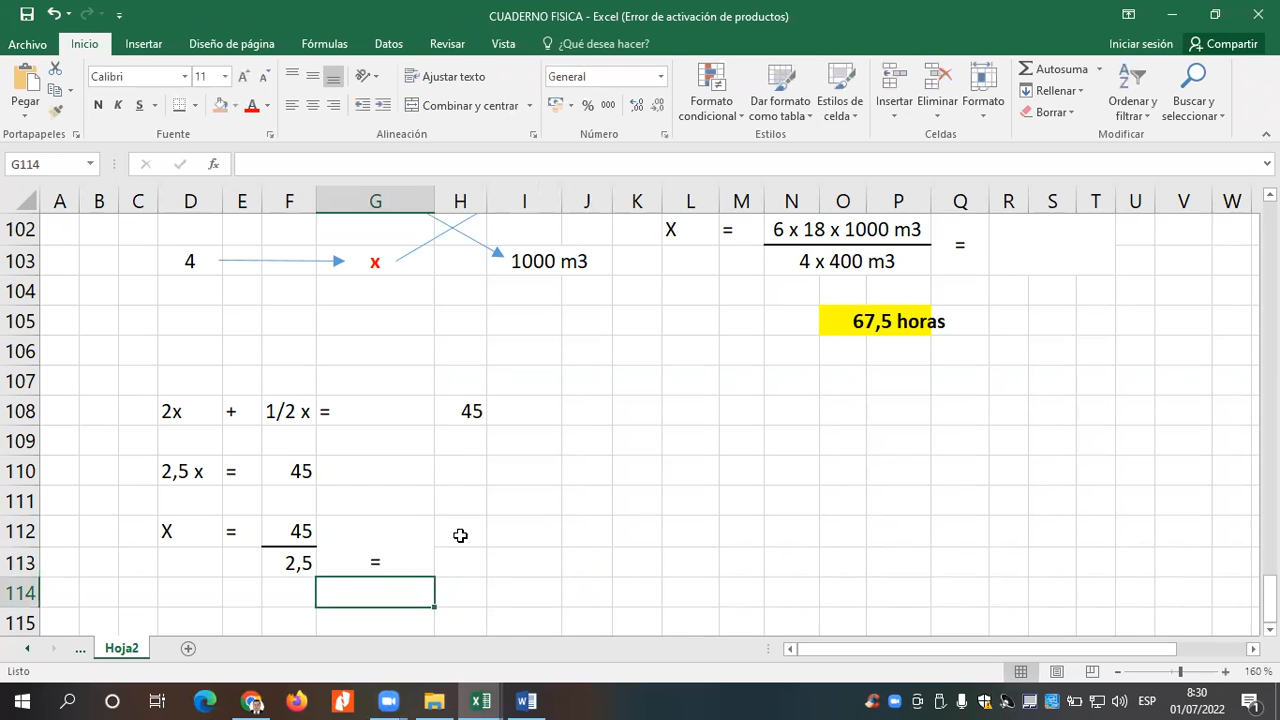 CUADERNO FISICA - Excel (Error de activación de productos)
Archivo Inicio Insertar Diseño de página Fórmulas Datos Revisar Vista ¿Qué desea hacer? Iniciar sesión Compartir
Pegar
Calibri 11
N K S
Ajustar texto
Combinar y centrar
General
% 000
Formato condicional
Dar formato como tabla
Estilos de celda
Insertar Eliminar Formato
Autosuma
Rellenar
Borrar
Ordenar y filtrar
Buscar y seleccionar
Portapapeles Fuente Alineación Número Estilos Celdas Modificar
G114 fx
A B C D E F G H I J K L M N O P Q R S T U V W
102 X = 6 x 18 x 1000 m3 =
103 4 x 1000 m3 4 x 400 m3
104
105 67,5 horas
106
107
108 2x + 1/2 x = 45
109
110 2,5 x = 45
111
112 X = 45
113 2,5 =
114
115
... Hoja2
Listo 160 %
ESP 8:30
01/07/2022